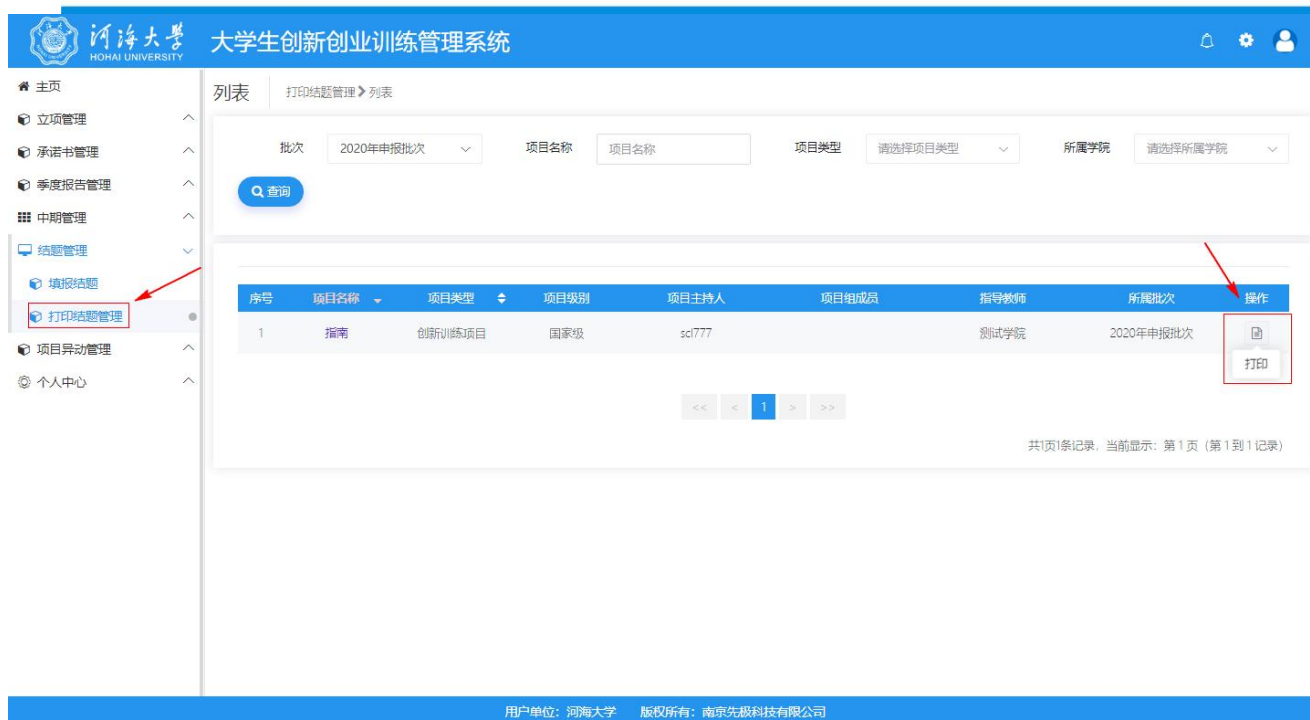 河海大学 大学生创新创业训练管理系统
HOHAI UNIVERSITY
主页
立项管理
承诺书管理
季度报告管理
中期管理
结题管理
填报结题
打印结题管理
项目异动管理
个人中心
列表 打印结题管理 列表
批次 2020年申报批次 项目名称 项目名称 项目类型 请选择项目类型 所属学院 请选择所属学院
查询
序号 项目名称 项目类型 项目级别 项目主持人 项目组成员 指导教师 所属批次 操作
1 指南 创新训练项目 国家级 scl777 测试学院 2020年申报批次
打印
<< < 1 > >>
共1页1条记录, 当前显示: 第1页 (第1到1记录)
用户单位: 河海大学 版权所有: 南京先极科技有限公司